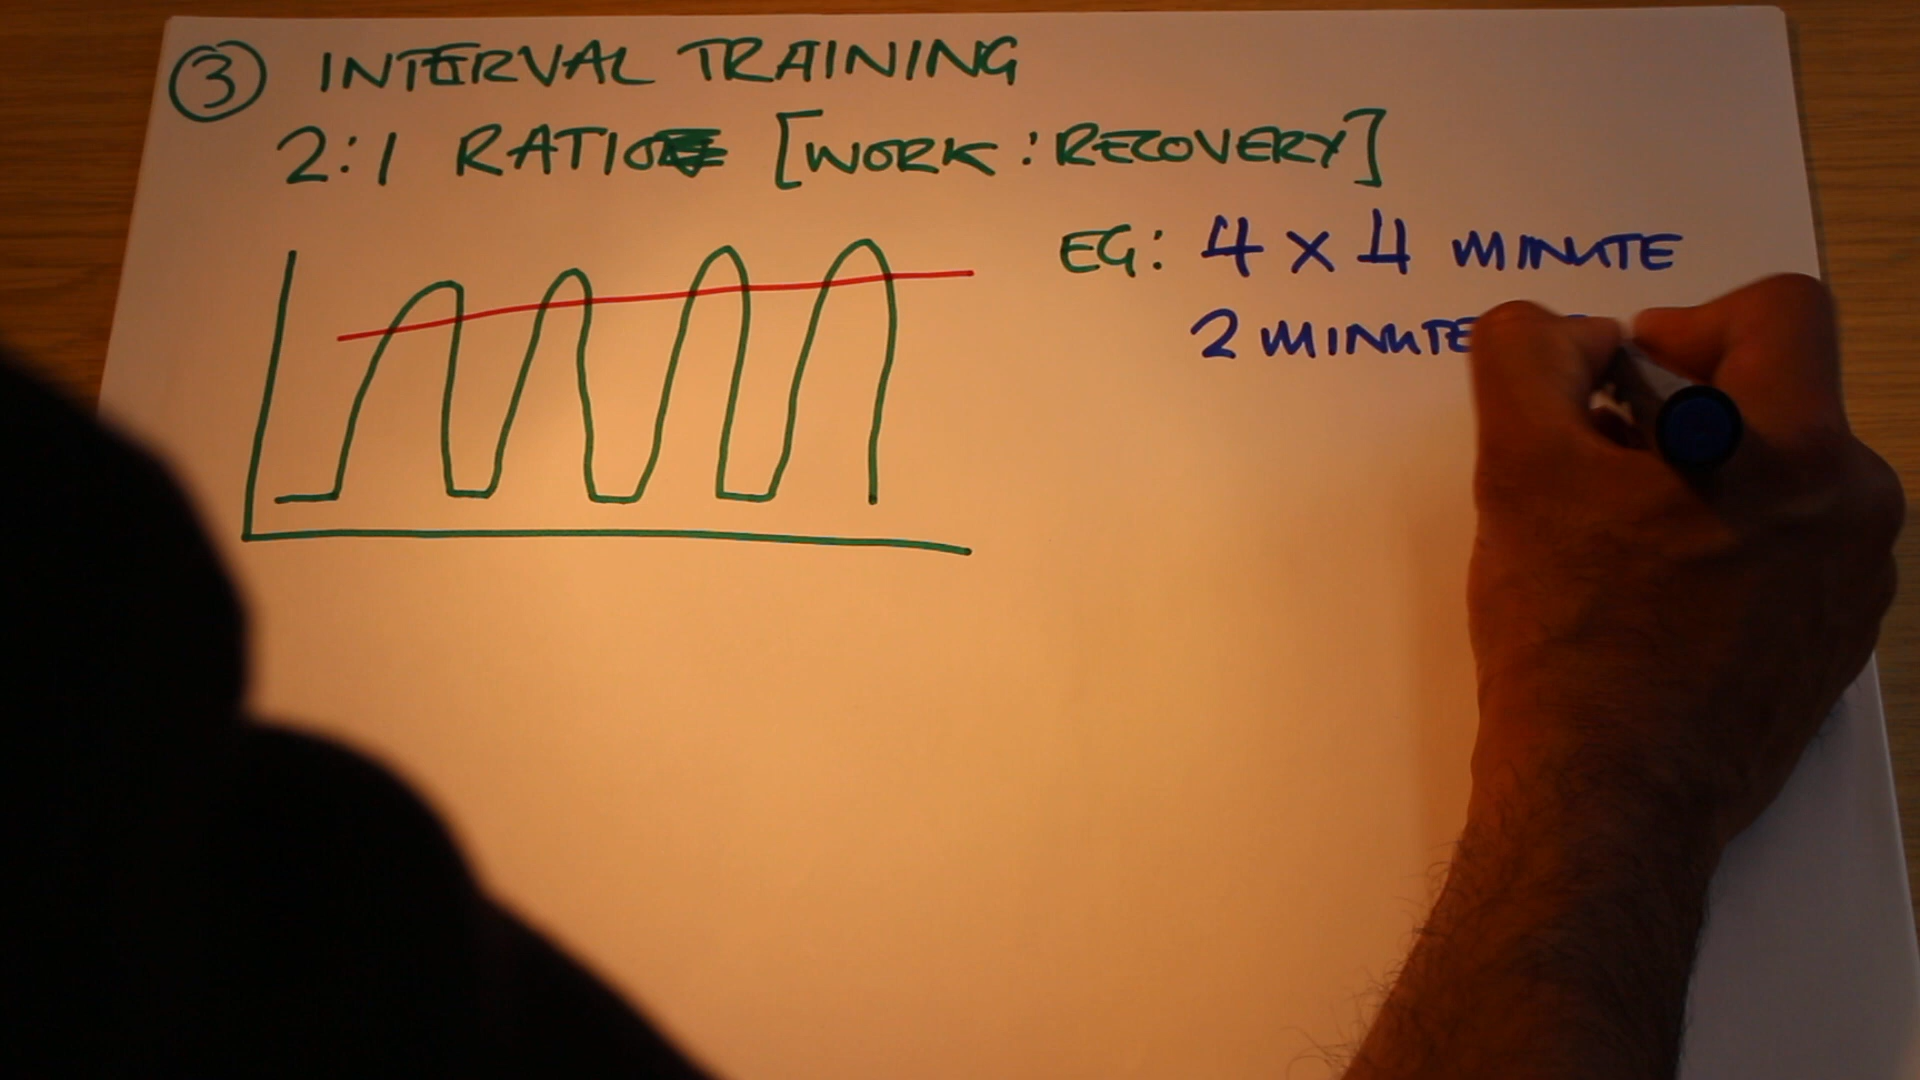 ③ INTERVAL TRAINING
2:1 RATIO [WORK:RECOVERY]
EG: 4 x 4 MINUTE
2 MINUTE